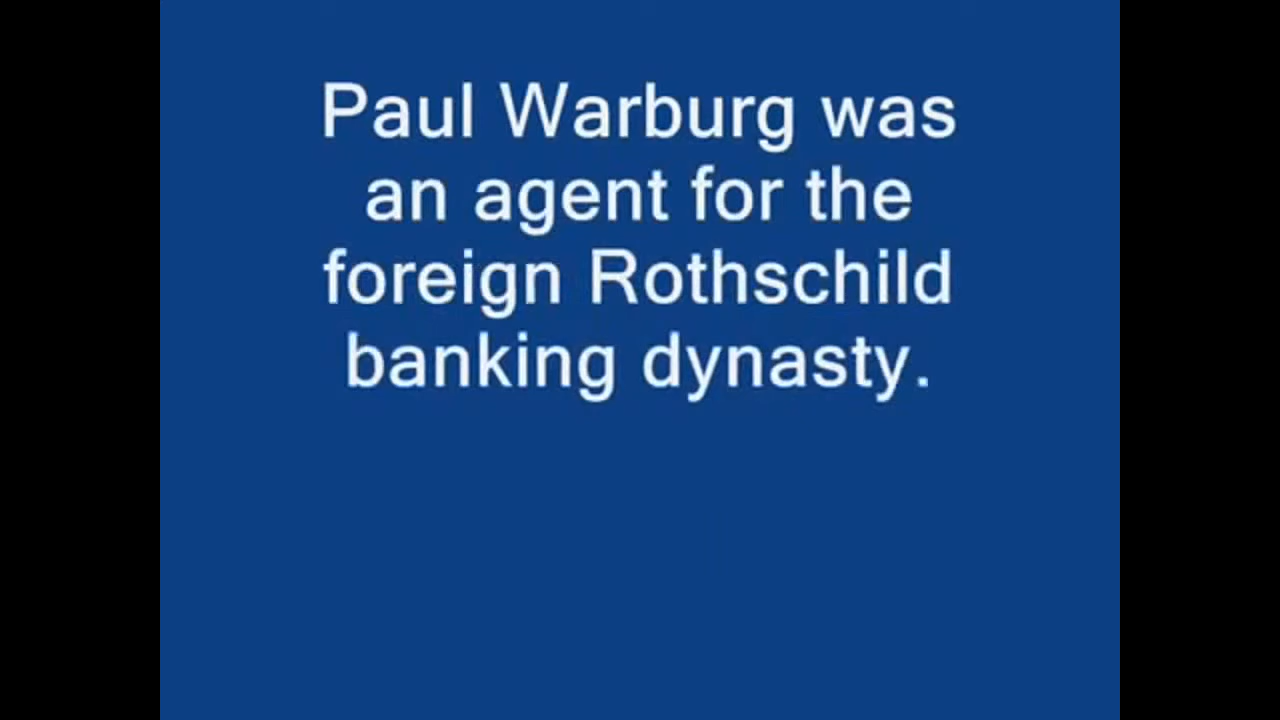 Paul Warburg was
an agent for the
foreign Rothschild
banking dynasty.